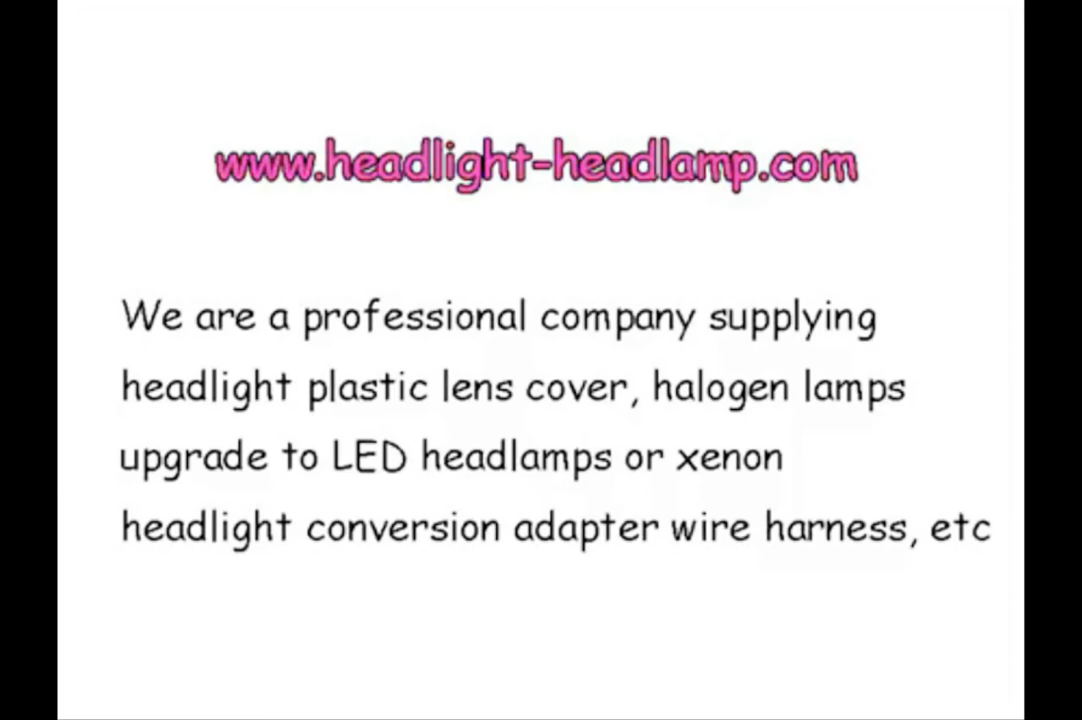 www.headlight-headlamp.com
We are a professional company supplying
headlight plastic lens cover, halogen lamps
upgrade to LED headlamps or xenon
headlight conversion adapter wire harness, etc